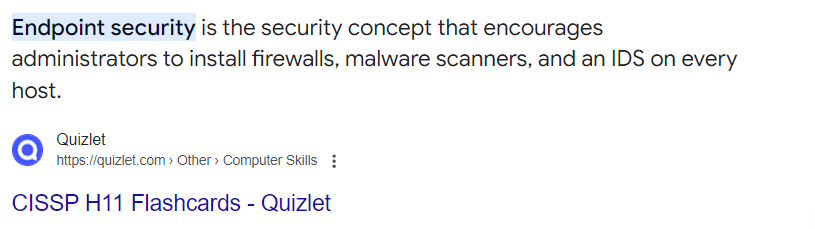 Endpoint security is the security concept that encourages
administrators to install firewalls, malware scanners, and an IDS on every
host.
Quizlet
https://quizlet.com › Other › Computer Skills
CISSP H11 Flashcards - Quizlet